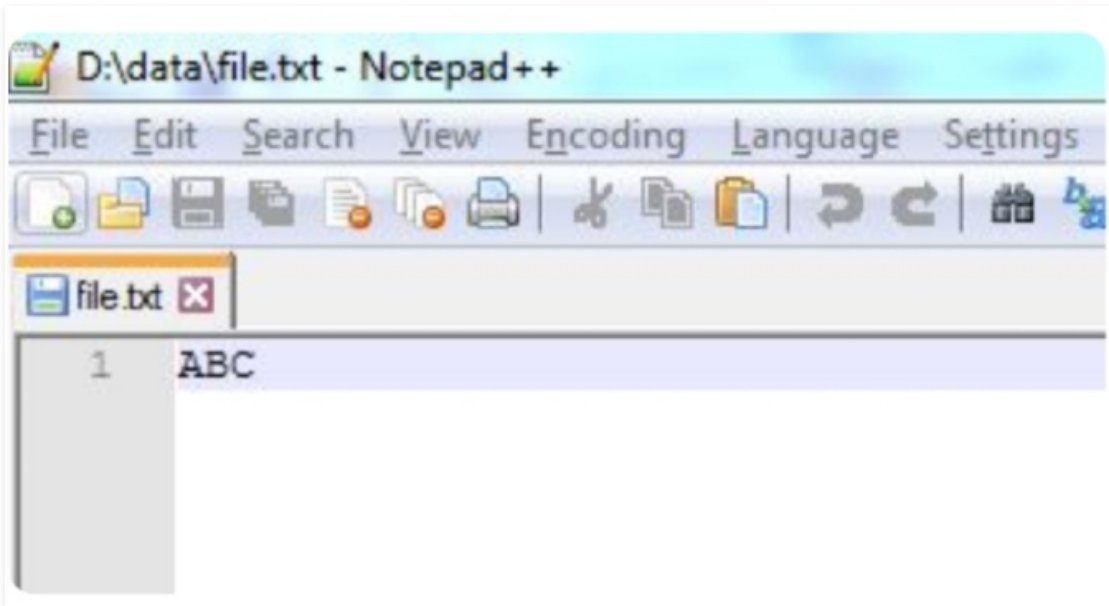 D:\data\file.txt - Notepad++
File Edit Search View Encoding Language Settings
file.txt
1 ABC